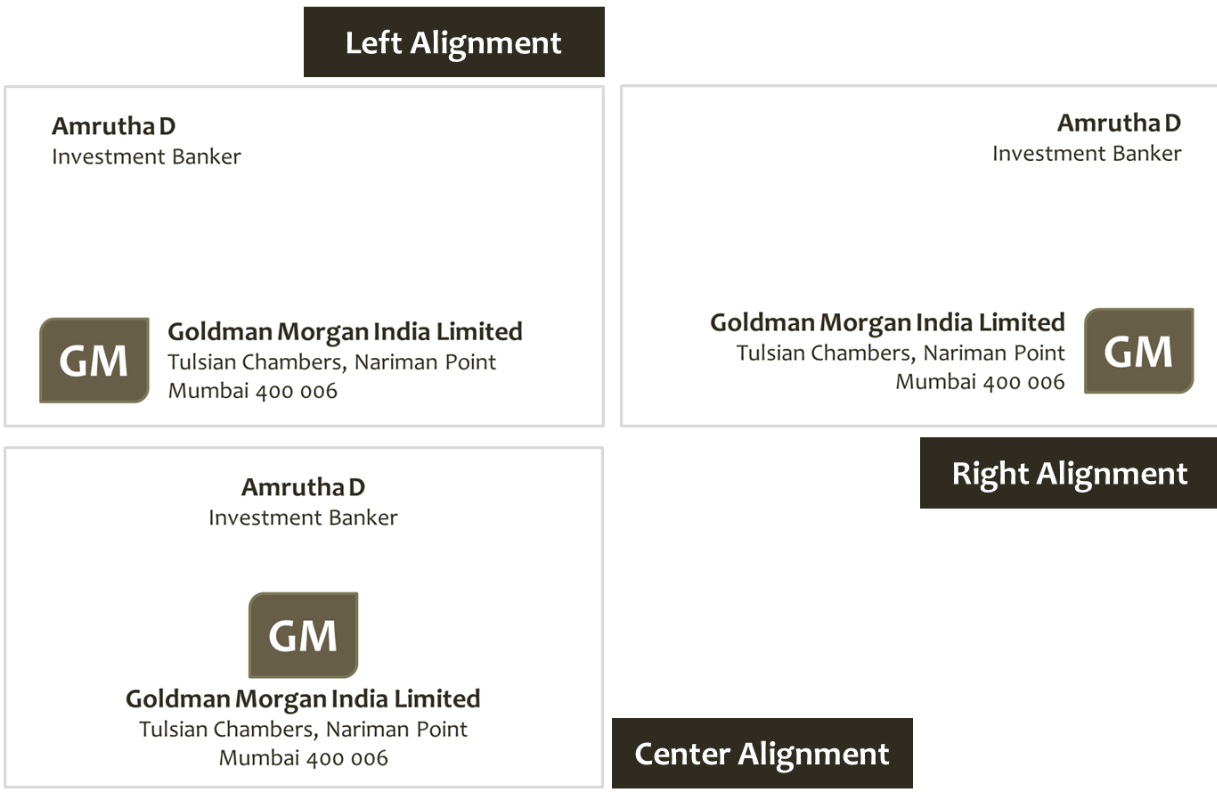 Left Alignment
Amrutha D
Investment Banker
GM
Goldman Morgan India Limited
Tulsian Chambers, Nariman Point
Mumbai 400 006
Amrutha D
Investment Banker
Goldman Morgan India Limited
Tulsian Chambers, Nariman Point
Mumbai 400 006
GM
Right Alignment
Amrutha D
Investment Banker
GM
Goldman Morgan India Limited
Tulsian Chambers, Nariman Point
Mumbai 400 006
Center Alignment